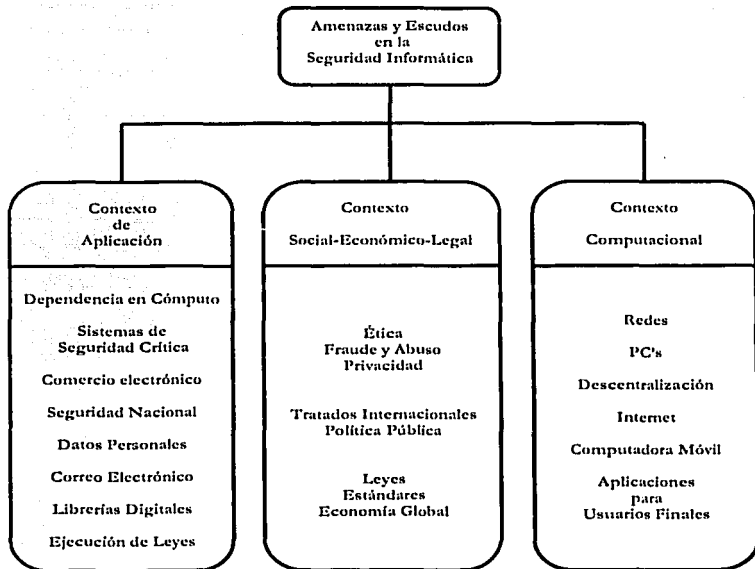 Amenazas y Escudos
en la
Seguridad Informática
Contexto
de
Aplicación
Dependencia en Cómputo
Sistemas de
Seguridad Crítica
Comercio electrónico
Seguridad Nacional
Datos Personales
Correo Electrónico
Librerías Digitales
Ejecución de Leyes
Contexto
Social-Económico-Legal
Ética
Fraude y Abuso
Privacidad
Tratados Internacionales
Política Pública
Leyes
Estándares
Economía Global
Contexto
Computacional
Redes
PC's
Descentralización
Internet
Computadora Móvil
Aplicaciones
para
Usuarios Finales